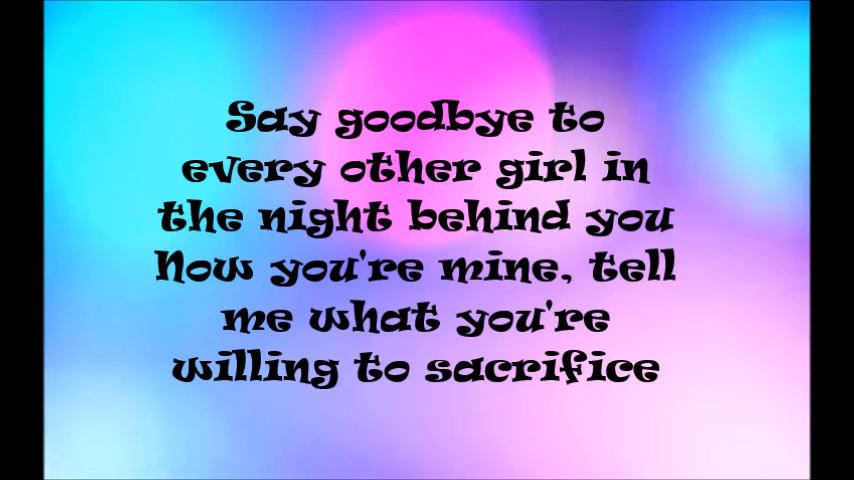 Say goodbye to
every other girl in
the night behind you
Now you're mine, tell
me what you're
willing to sacrifice